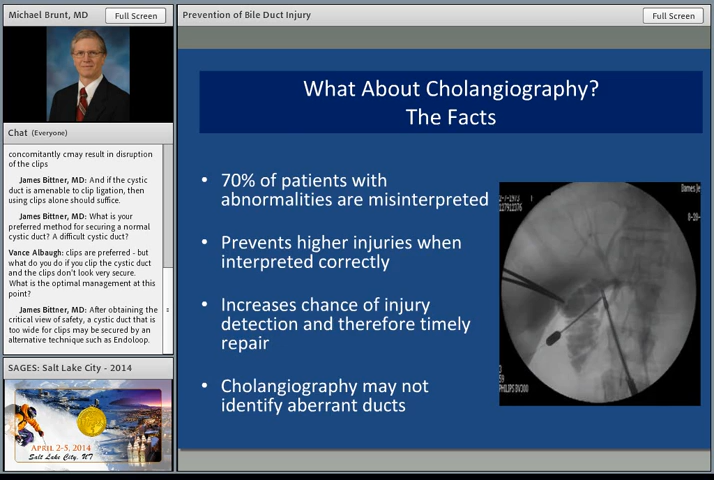 Michael Brunt, MD
Full Screen
Prevention of Bile Duct Injury
Full Screen
Chat (Everyone)
concomitantly cmay result in disruption
of the clips
James Bittner, MD: And if the cystic
duct is amenable to clip ligation, then
using clips alone should suffice.
James Bittner, MD: What is your
preferred method for securing a normal
cystic duct? A difficult cystic duct?
Vance Albaugh: clips are preferred - but
what do you do if you clip the cystic duct
and the clips don't look very secure.
What is the optimal management at this
point?
James Bittner, MD: After obtaining the
critical view of safety, a cystic duct that is
too wide for clips may be secured by an
alternative technique such as Endoloop.
SAGES: Salt Lake City - 2014
APRIL 2-5, 2014
Salt Lake City, UT
What About Cholangiography?
The Facts
• 70% of patients with
abnormalities are misinterpreted
• Prevents higher injuries when
interpreted correctly
• Increases chance of injury
detection and therefore timely
repair
• Cholangiography may not
identify aberrant ducts
PHILIPS BV300